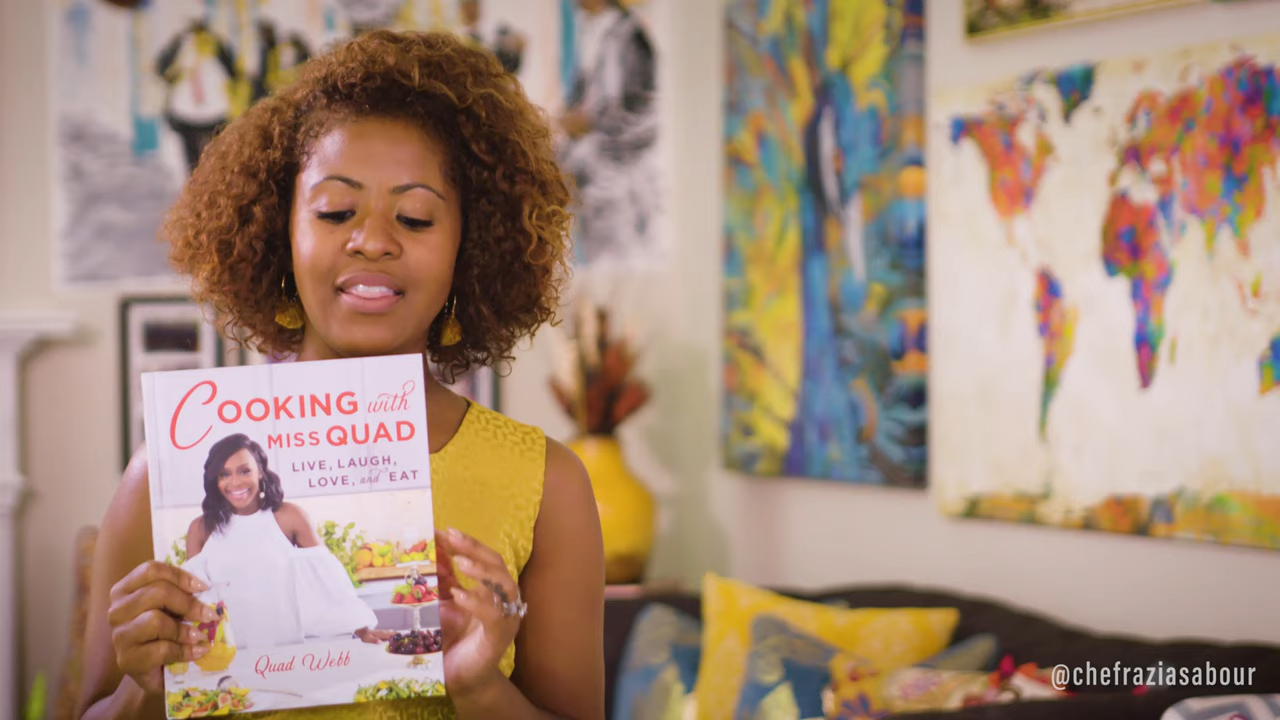 COOKING with
MISS QUAD
LIVE, LAUGH,
LOVE, and EAT
Quad Webb
@chefraziasabour